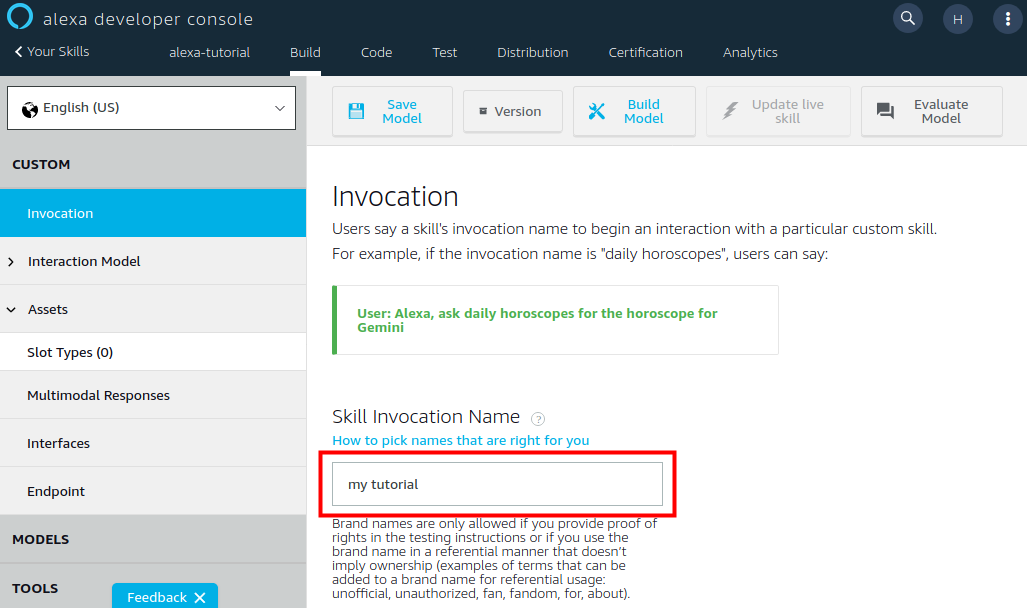 alexa developer console
H
Your Skills
alexa-tutorial
Build
Code
Test
Distribution
Certification
Analytics
English (US)
Save
Model
Version
Build
Model
Update live
skill
Evaluate
Model
CUSTOM
Invocation
Interaction Model
Assets
Slot Types (0)
Multimodal Responses
Interfaces
Endpoint
MODELS
TOOLS
Feedback
Invocation
Users say a skill's invocation name to begin an interaction with a particular custom skill.
For example, if the invocation name is "daily horoscopes", users can say:
User: Alexa, ask daily horoscopes for the horoscope for
Gemini
Skill Invocation Name ?
How to pick names that are right for you
my tutorial
Brand names are only allowed if you provide proof of
rights in the testing instructions or if you use the
brand name in a referential manner that doesn’t
imply ownership (examples of terms that can be
added to a brand name for referential usage:
unofficial, unauthorized, fan, fandom, for, about).